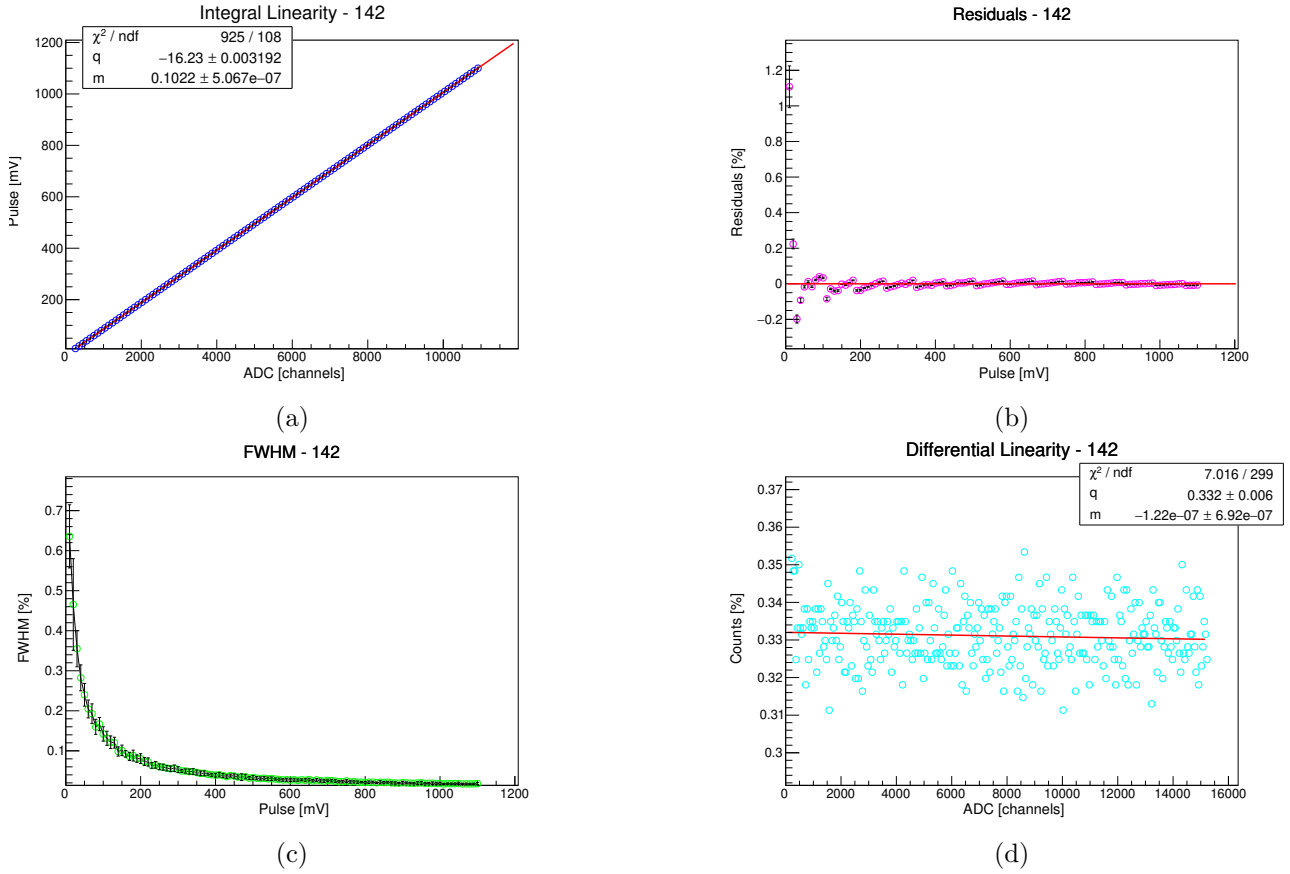 Integral Linearity - 142
χ² / ndf 925 / 108
q −16.23 ± 0.003192
m 0.1022 ± 5.067e−07
1200
1000
800
600
400
200
Pulse [mV]
0 2000 4000 6000 8000 10000
ADC [channels]
(a)
Residuals - 142
1.2
1
0.8
0.6
0.4
0.2
0
−0.2
Residuals [%]
0 200 400 600 800 1000 1200
Pulse [mV]
(b)
FWHM - 142
0.7
0.6
0.5
0.4
0.3
0.2
0.1
FWHM [%]
0 200 400 600 800 1000 1200
Pulse [mV]
(c)
Differential Linearity - 142
χ² / ndf 7.016 / 299
q 0.332 ± 0.006
m −1.22e−07 ± 6.92e−07
0.37
0.36
0.35
0.34
0.33
0.32
0.31
0.3
Counts [%]
0 2000 4000 6000 8000 10000 12000 14000 16000
ADC [channels]
(d)